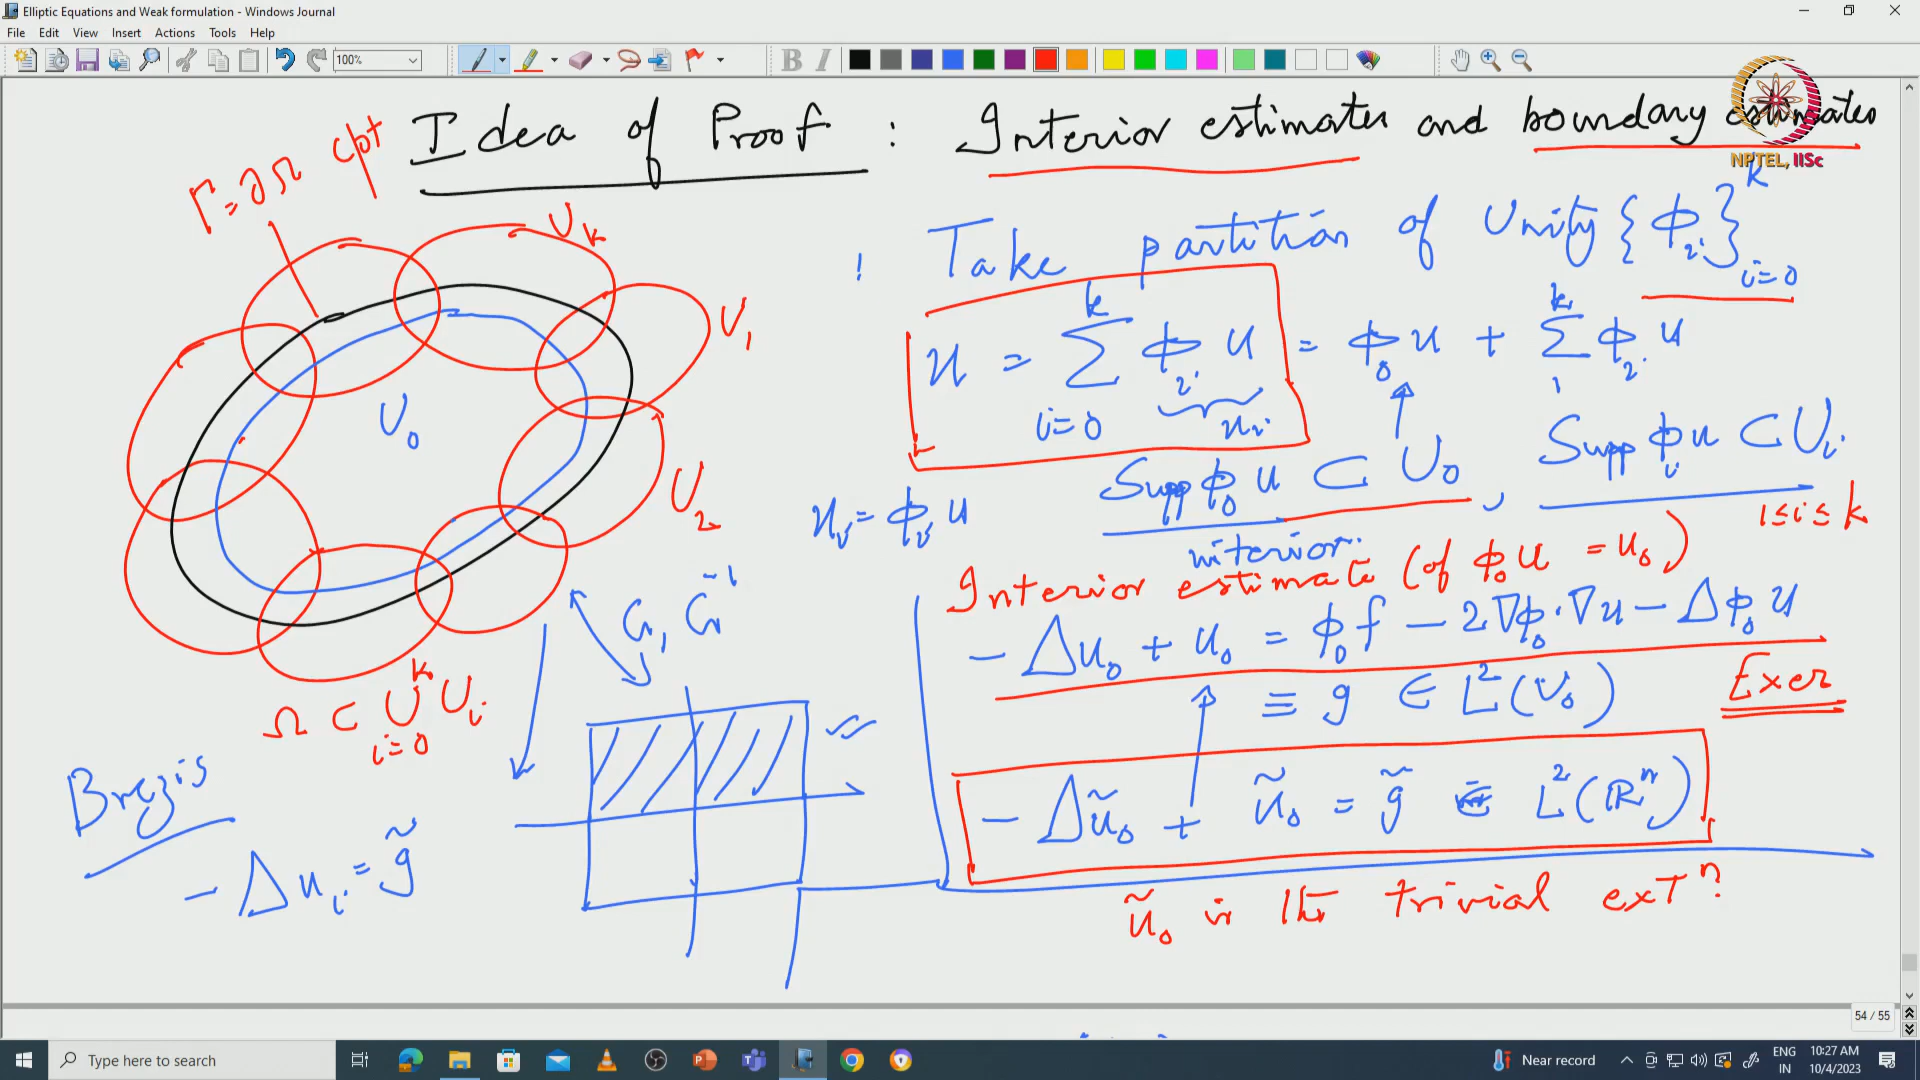 Elliptic Equations and Weak formulation - Windows Journal
File Edit View Insert Actions Tools Help
100%
B I
NPTEL, IISc
Idea of Proof : Interior estimates and boundary estimates
Γ = ∂Ω cpt
Take partition of Unity {ϕ_i}_{i=0}^k
u = ∑_{i=0}^k ϕ_i u = ϕ_0 u + ∑_1^k ϕ_i u
u_i
Supp ϕ_0 u ⊂ U_0 , Supp ϕ_i u ⊂ U_i
1 ≤ i ≤ k
u_i = ϕ_i u
interior
U_k
U_1
U_0
U_2
Ω ⊂ ⋃_{i=0}^k U_i
Interior estimate (of ϕ_0 u = u_0)
- Δu_0 + u_0 = ϕ_0 f - 2∇ϕ_0 · ∇u - Δϕ_0 u
≡ g ∈ L²(U_0)
Exer
- Δũ_0 + ũ_0 = g̃ ∈ L²(ℝⁿ)
ũ_0 is the trivial extⁿ
Brezis
- Δu_i = g̃
54 / 55
Type here to search
Near record
ENG
IN
10:27 AM
10/4/2023